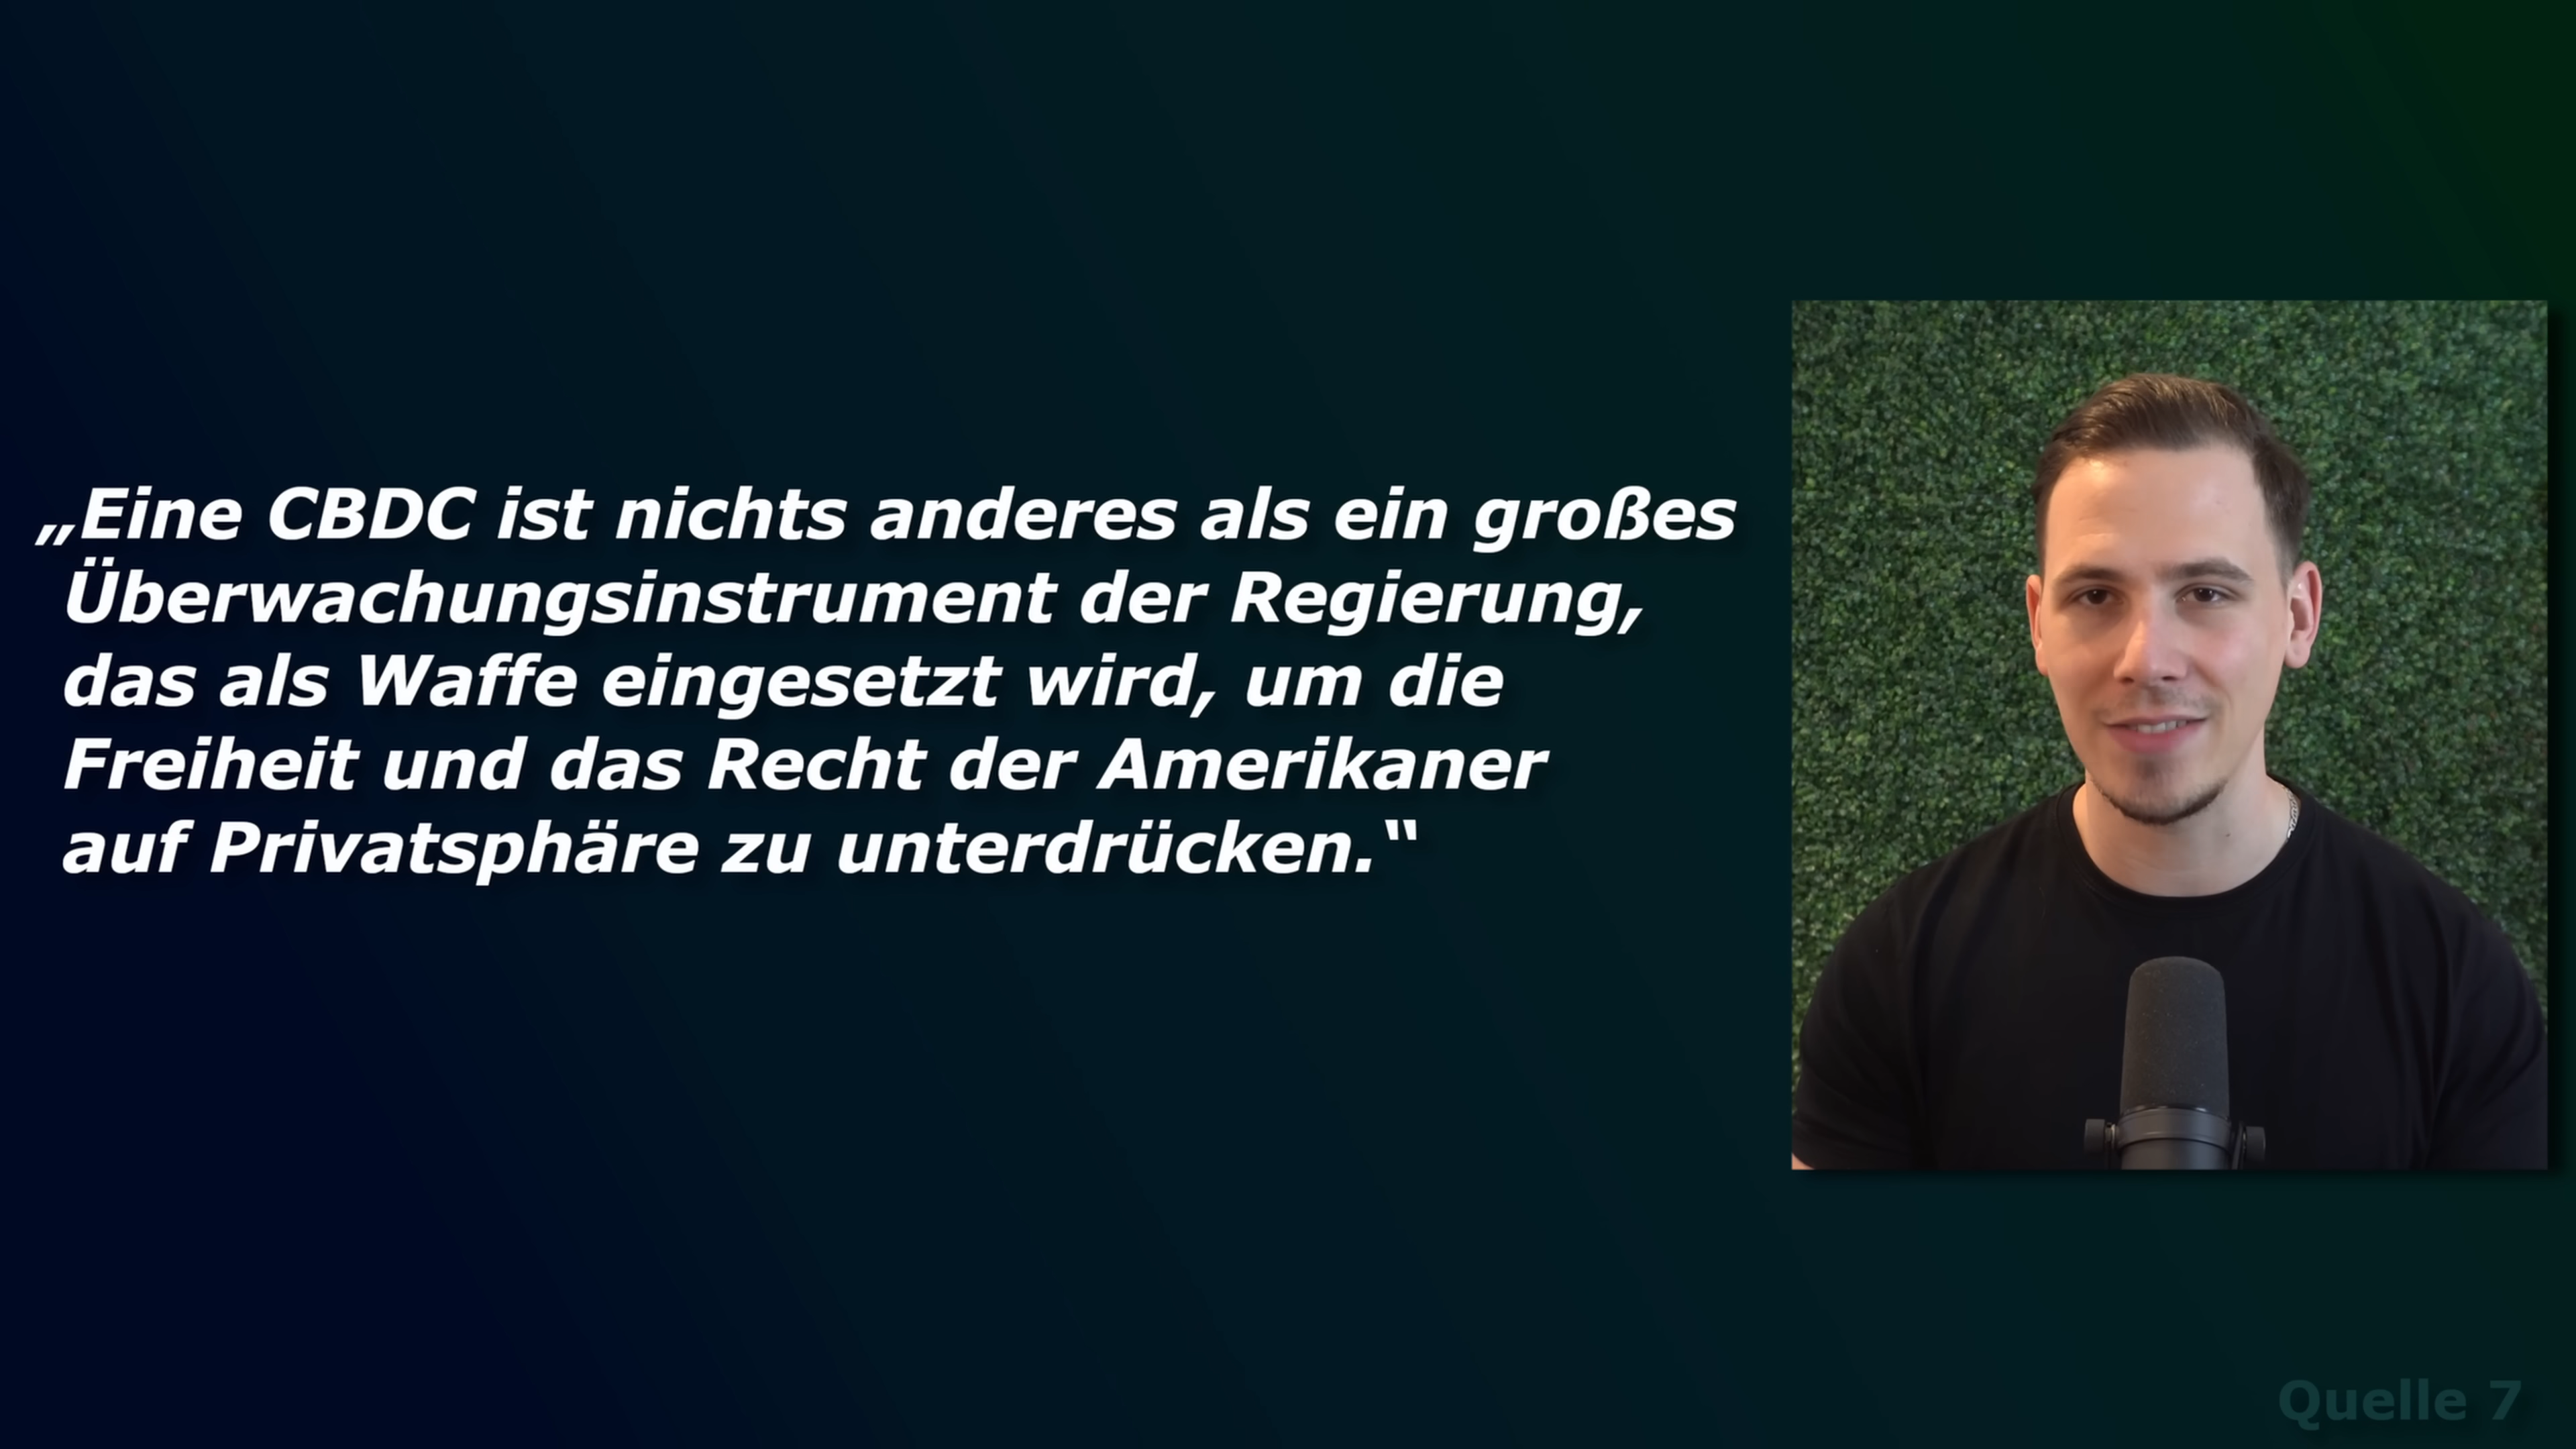 „Eine CBDC ist nichts anderes als ein großes
Überwachungsinstrument der Regierung,
das als Waffe eingesetzt wird, um die
Freiheit und das Recht der Amerikaner
auf Privatsphäre zu unterdrücken.“
Quelle 7